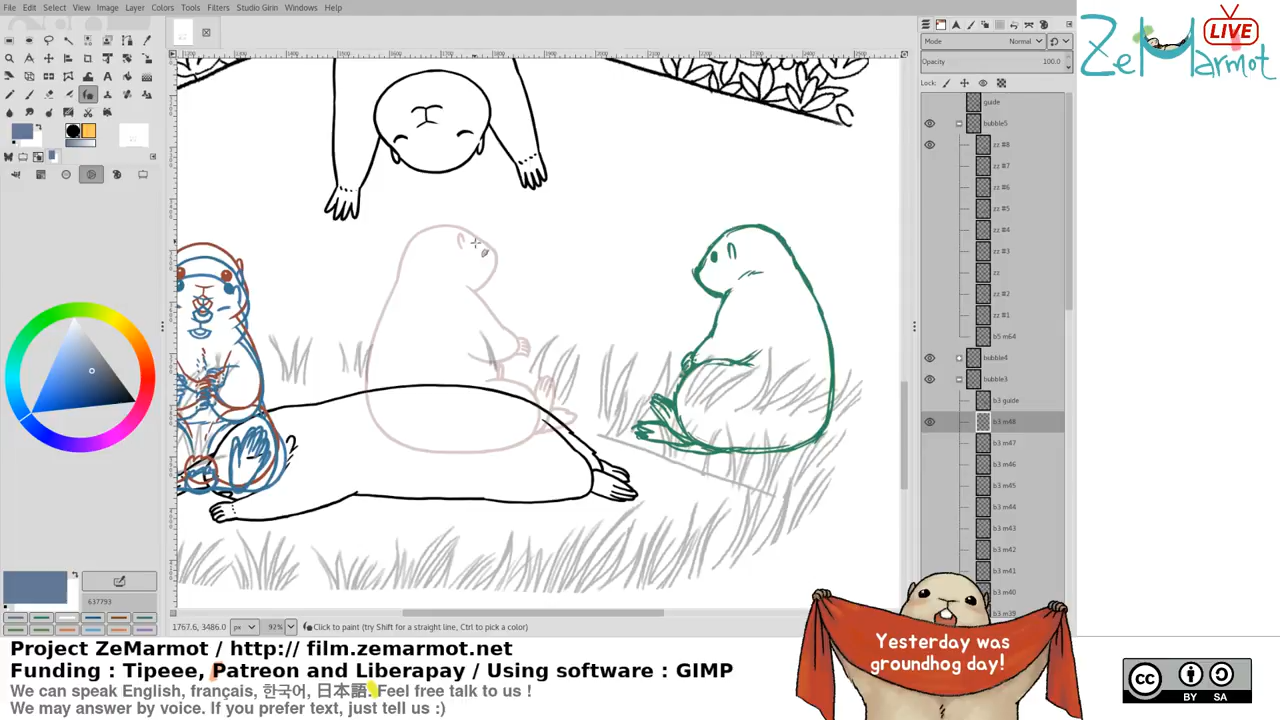 File Edit Select View Image Layer Colors Tools Filters Studio Girin Windows Help
ZeMarmot
LIVE
Mode Normal
Opacity 100.0
Lock:
guide
bubble5
zz #8
zz #7
zz #6
zz #5
zz #4
zz #3
zz
zz #2
zz #1
b5 m64
bubble4
bubble3
b3 guide
b3 m48
b3 m47
b3 m46
b3 m45
b3 m44
b3 m43
b3 m42
b3 m41
b3 m40
b3 m39
637793
1767.6, 3486.0 px 92% Click to paint (try Shift for a straight line, Ctrl to pick a color)
Yesterday was
groundhog day!
Project ZeMarmot / http:// film.zemarmot.net
Funding : Tipeee, Patreon and Liberapay / Using software : GIMP
We can speak English, français, 한국어, 日本語. Feel free talk to us !
We may answer by voice. If you prefer text, just tell us :)
cc BY SA